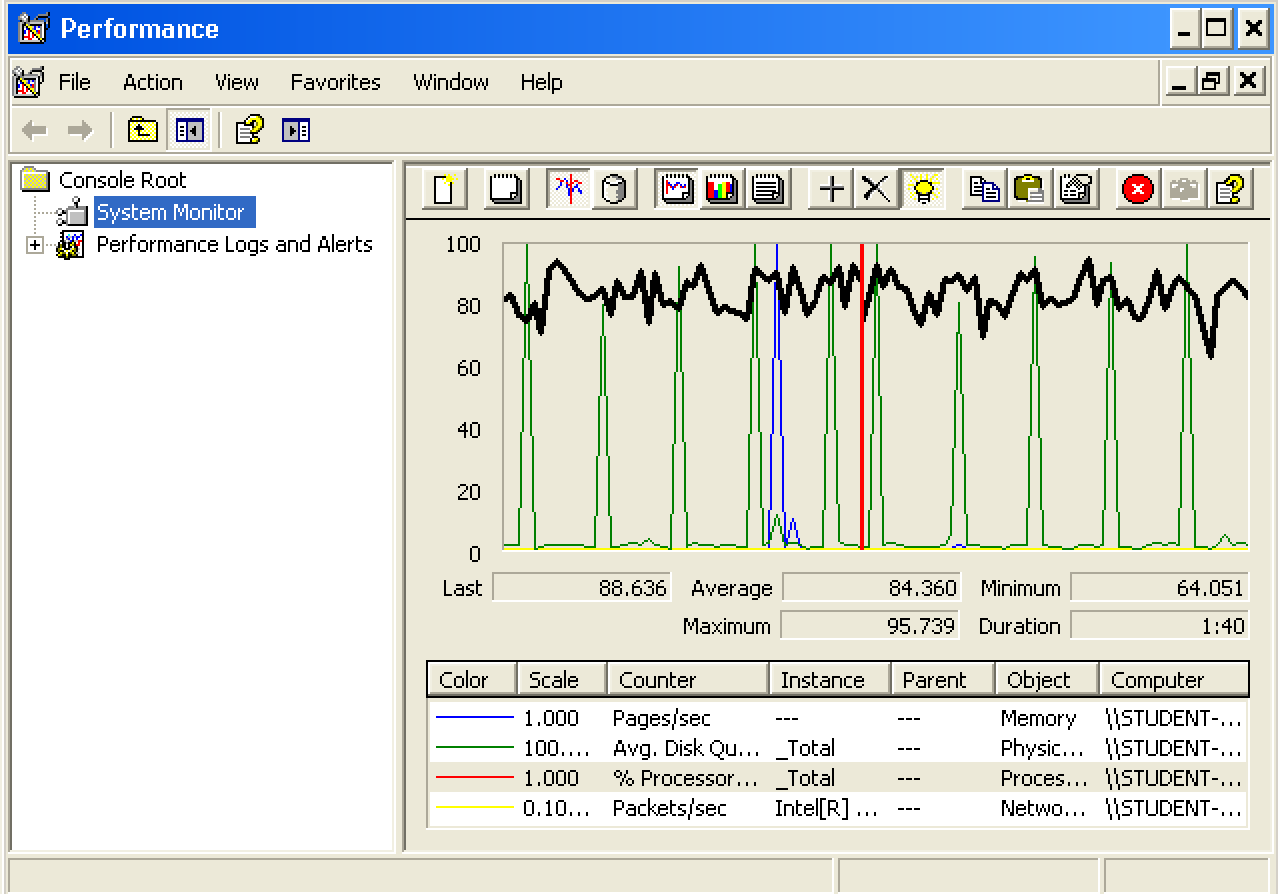 Performance
File Action View Favorites Window Help
Console Root
System Monitor
Performance Logs and Alerts
100
80
60
40
20
0
Last 88.636 Average 84.360 Minimum 64.051
Maximum 95.739 Duration 1:40
Color Scale Counter Instance Parent Object Computer
1.000 Pages/sec --- --- Memory \\STUDENT-...
100.... Avg. Disk Qu... _Total --- Physic... \\STUDENT-...
1.000 % Processor... _Total --- Proces... \\STUDENT-...
0.10... Packets/sec Intel[R] ... --- Netwo... \\STUDENT-...